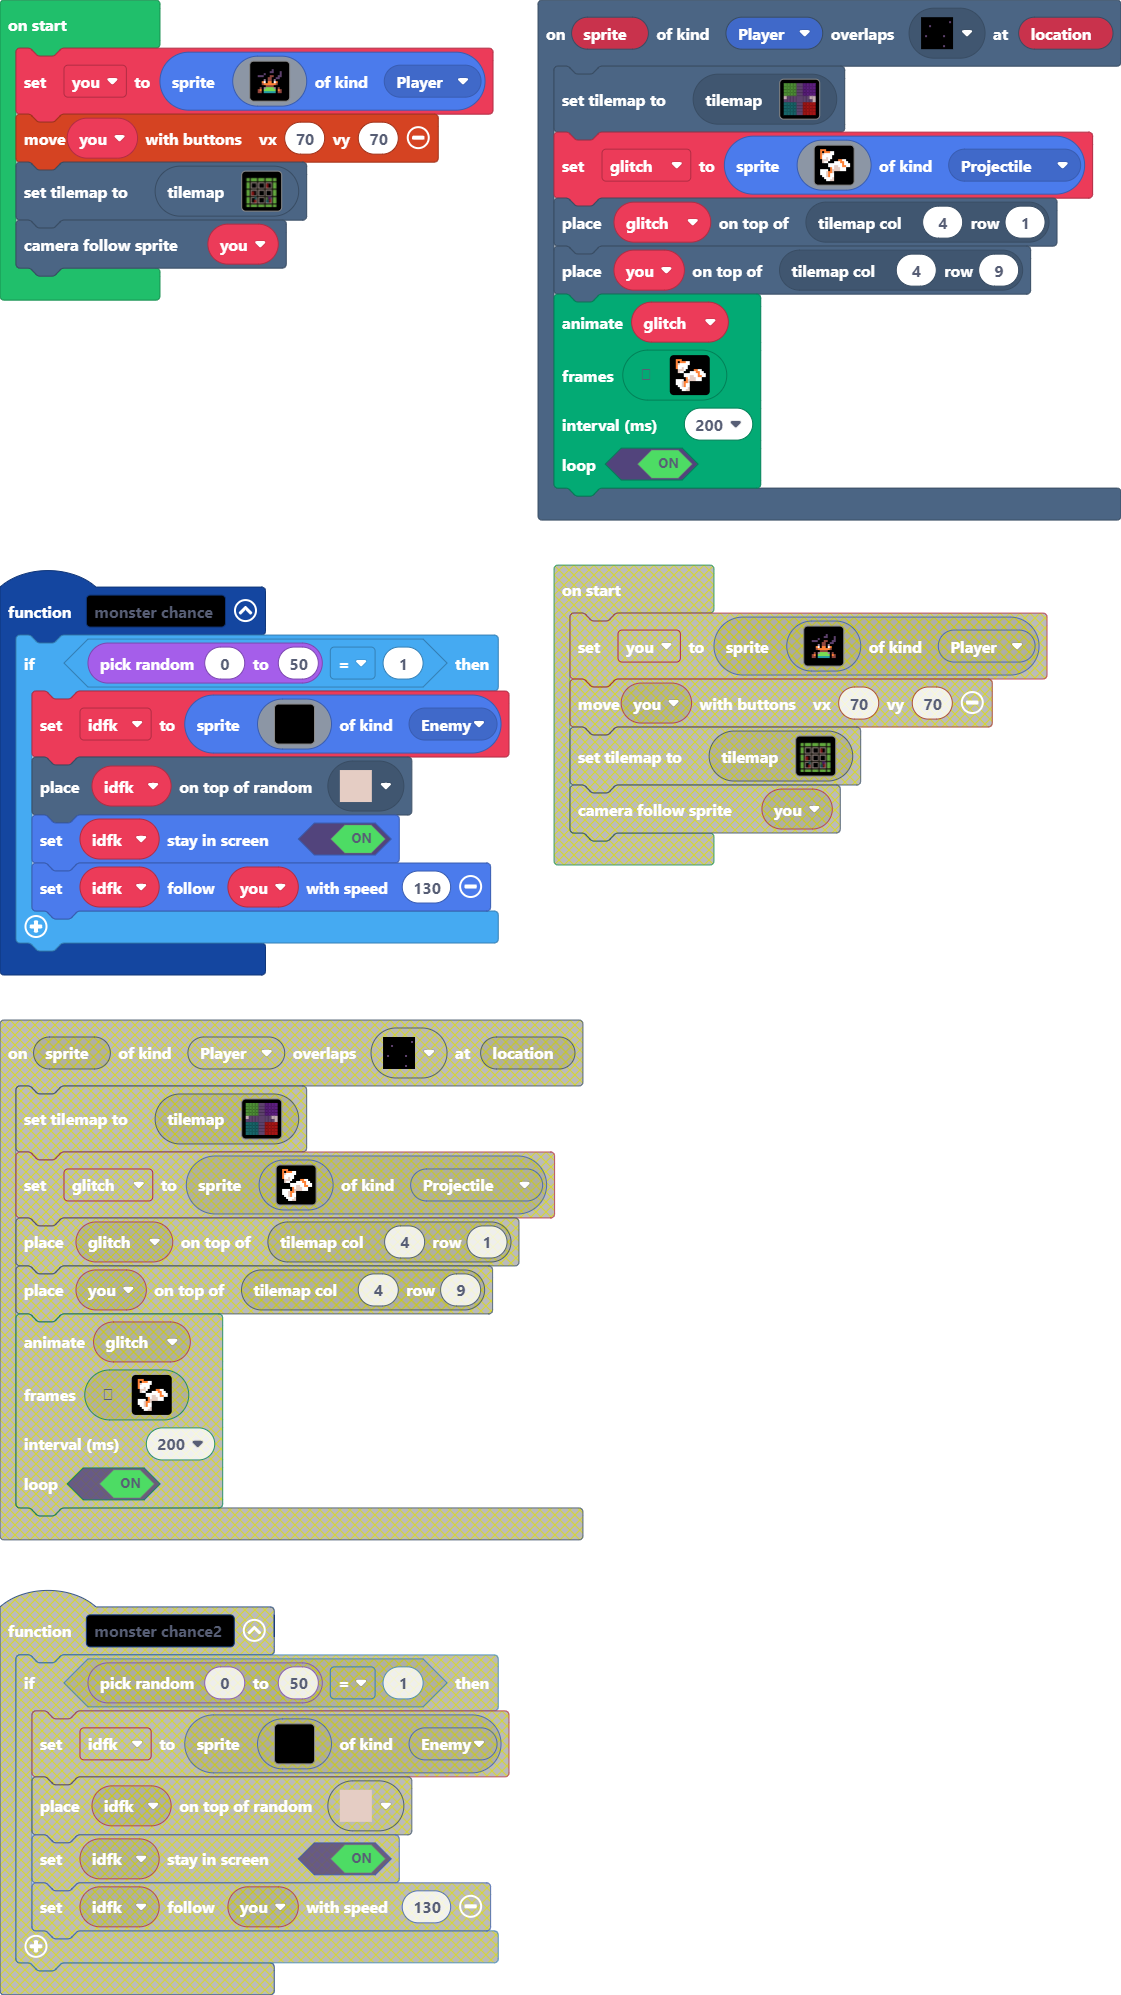 on start
set you to sprite of kind Player
move you with buttons vx 70 vy 70
set tilemap to tilemap
camera follow sprite you
on sprite of kind Player overlaps at location
set tilemap to tilemap
set glitch to sprite of kind Projectile
place glitch on top of tilemap col 4 row 1
place you on top of tilemap col 4 row 9
animate glitch
frames
interval (ms) 200
loop ON
function monster chance
if pick random 0 to 50 = 1 then
set idfk to sprite of kind Enemy
place idfk on top of random
set idfk stay in screen ON
set idfk follow you with speed 130
on start
set you to sprite of kind Player
move you with buttons vx 70 vy 70
set tilemap to tilemap
camera follow sprite you
on sprite of kind Player overlaps at location
set tilemap to tilemap
set glitch to sprite of kind Projectile
place glitch on top of tilemap col 4 row 1
place you on top of tilemap col 4 row 9
animate glitch
frames
interval (ms) 200
loop ON
function monster chance2
if pick random 0 to 50 = 1 then
set idfk to sprite of kind Enemy
place idfk on top of random
set idfk stay in screen ON
set idfk follow you with speed 130